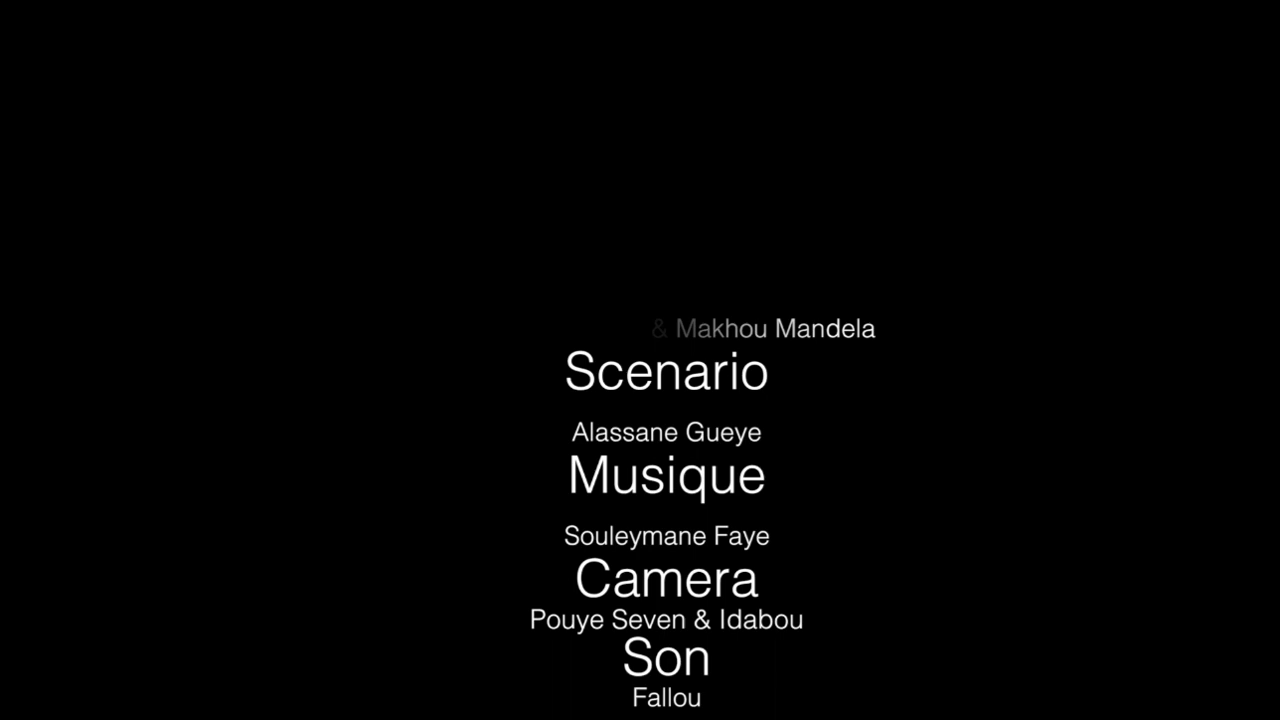 & Makhou Mandela
Scenario
Alassane Gueye
Musique
Souleymane Faye
Camera
Pouye Seven & Idabou
Son
Fallou